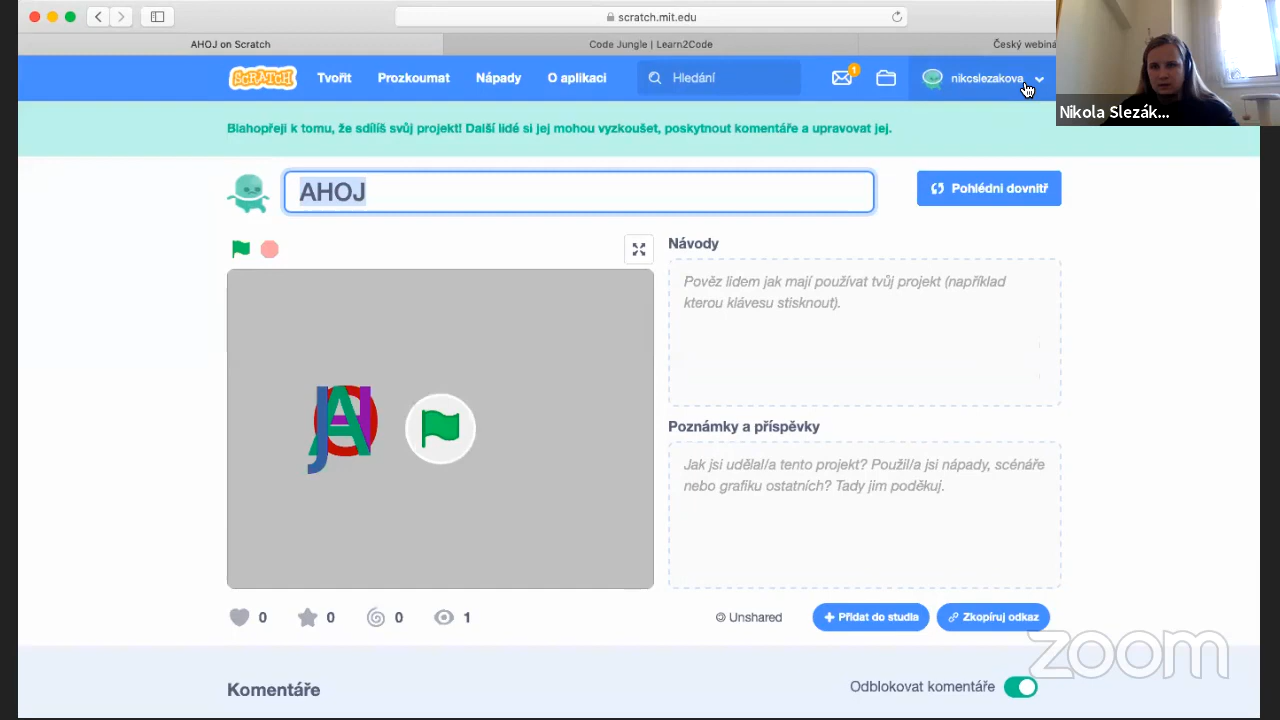 scratch.mit.edu
AHOJ on Scratch
Code Jungle | Learn2Code
Český webiná
SCRATCH
Tvořit
Prozkoumat
Nápady
O aplikaci
Hledání
1
nikcslezakova
Nikola Slezák...
Blahopřeji k tomu, že sdílíš svůj projekt! Další lidé si jej mohou vyzkoušet, poskytnout komentáře a upravovat jej.
AHOJ
Pohlédni dovnitř
Návody
Pověz lidem jak mají používat tvůj projekt (například
kterou klávesu stisknout).
AHOJ
Poznámky a příspěvky
Jak jsi udělal/a tento projekt? Použil/a jsi nápady, scénáře
nebo grafiku ostatních? Tady jim poděkuj.
0
0
0
1
Unshared
Přidat do studia
Zkopíruj odkaz
zoom
Komentáře
Odblokovat komentáře